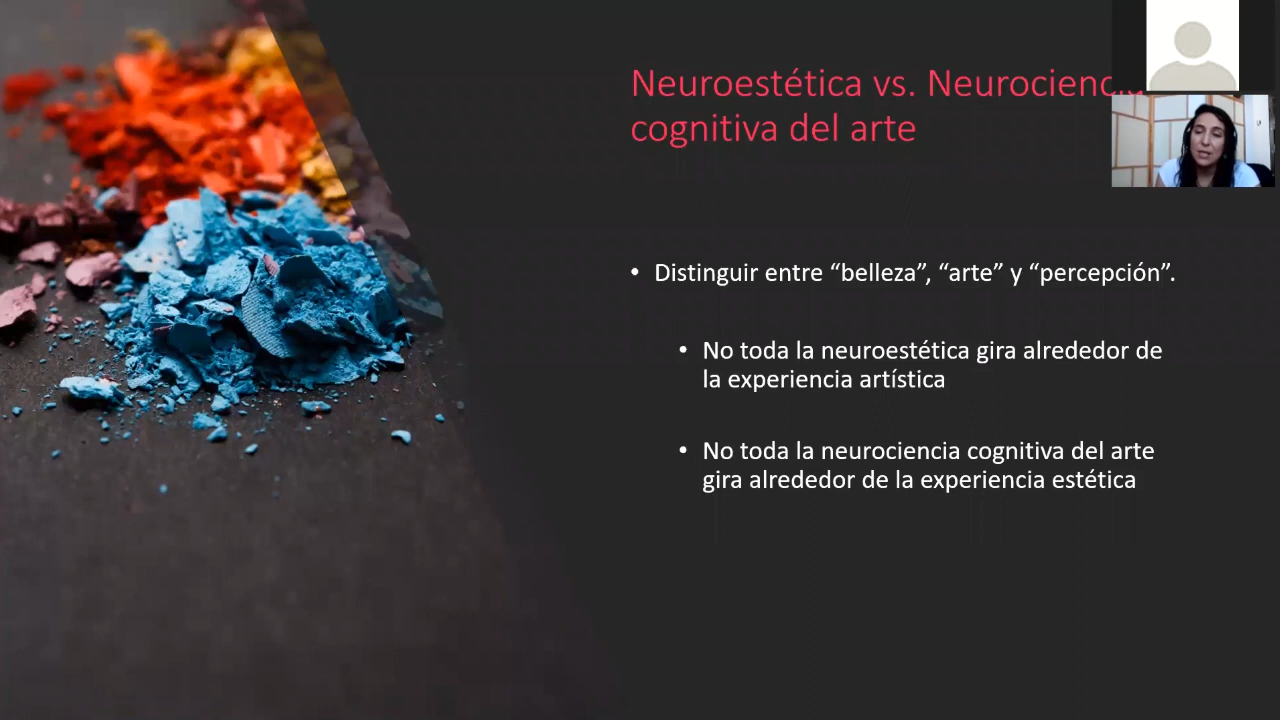 Neuroestética vs. Neurociencia
cognitiva del arte
• Distinguir entre “belleza”, “arte” y “percepción”.
• No toda la neuroestética gira alrededor de
la experiencia artística
• No toda la neurociencia cognitiva del arte
gira alrededor de la experiencia estética